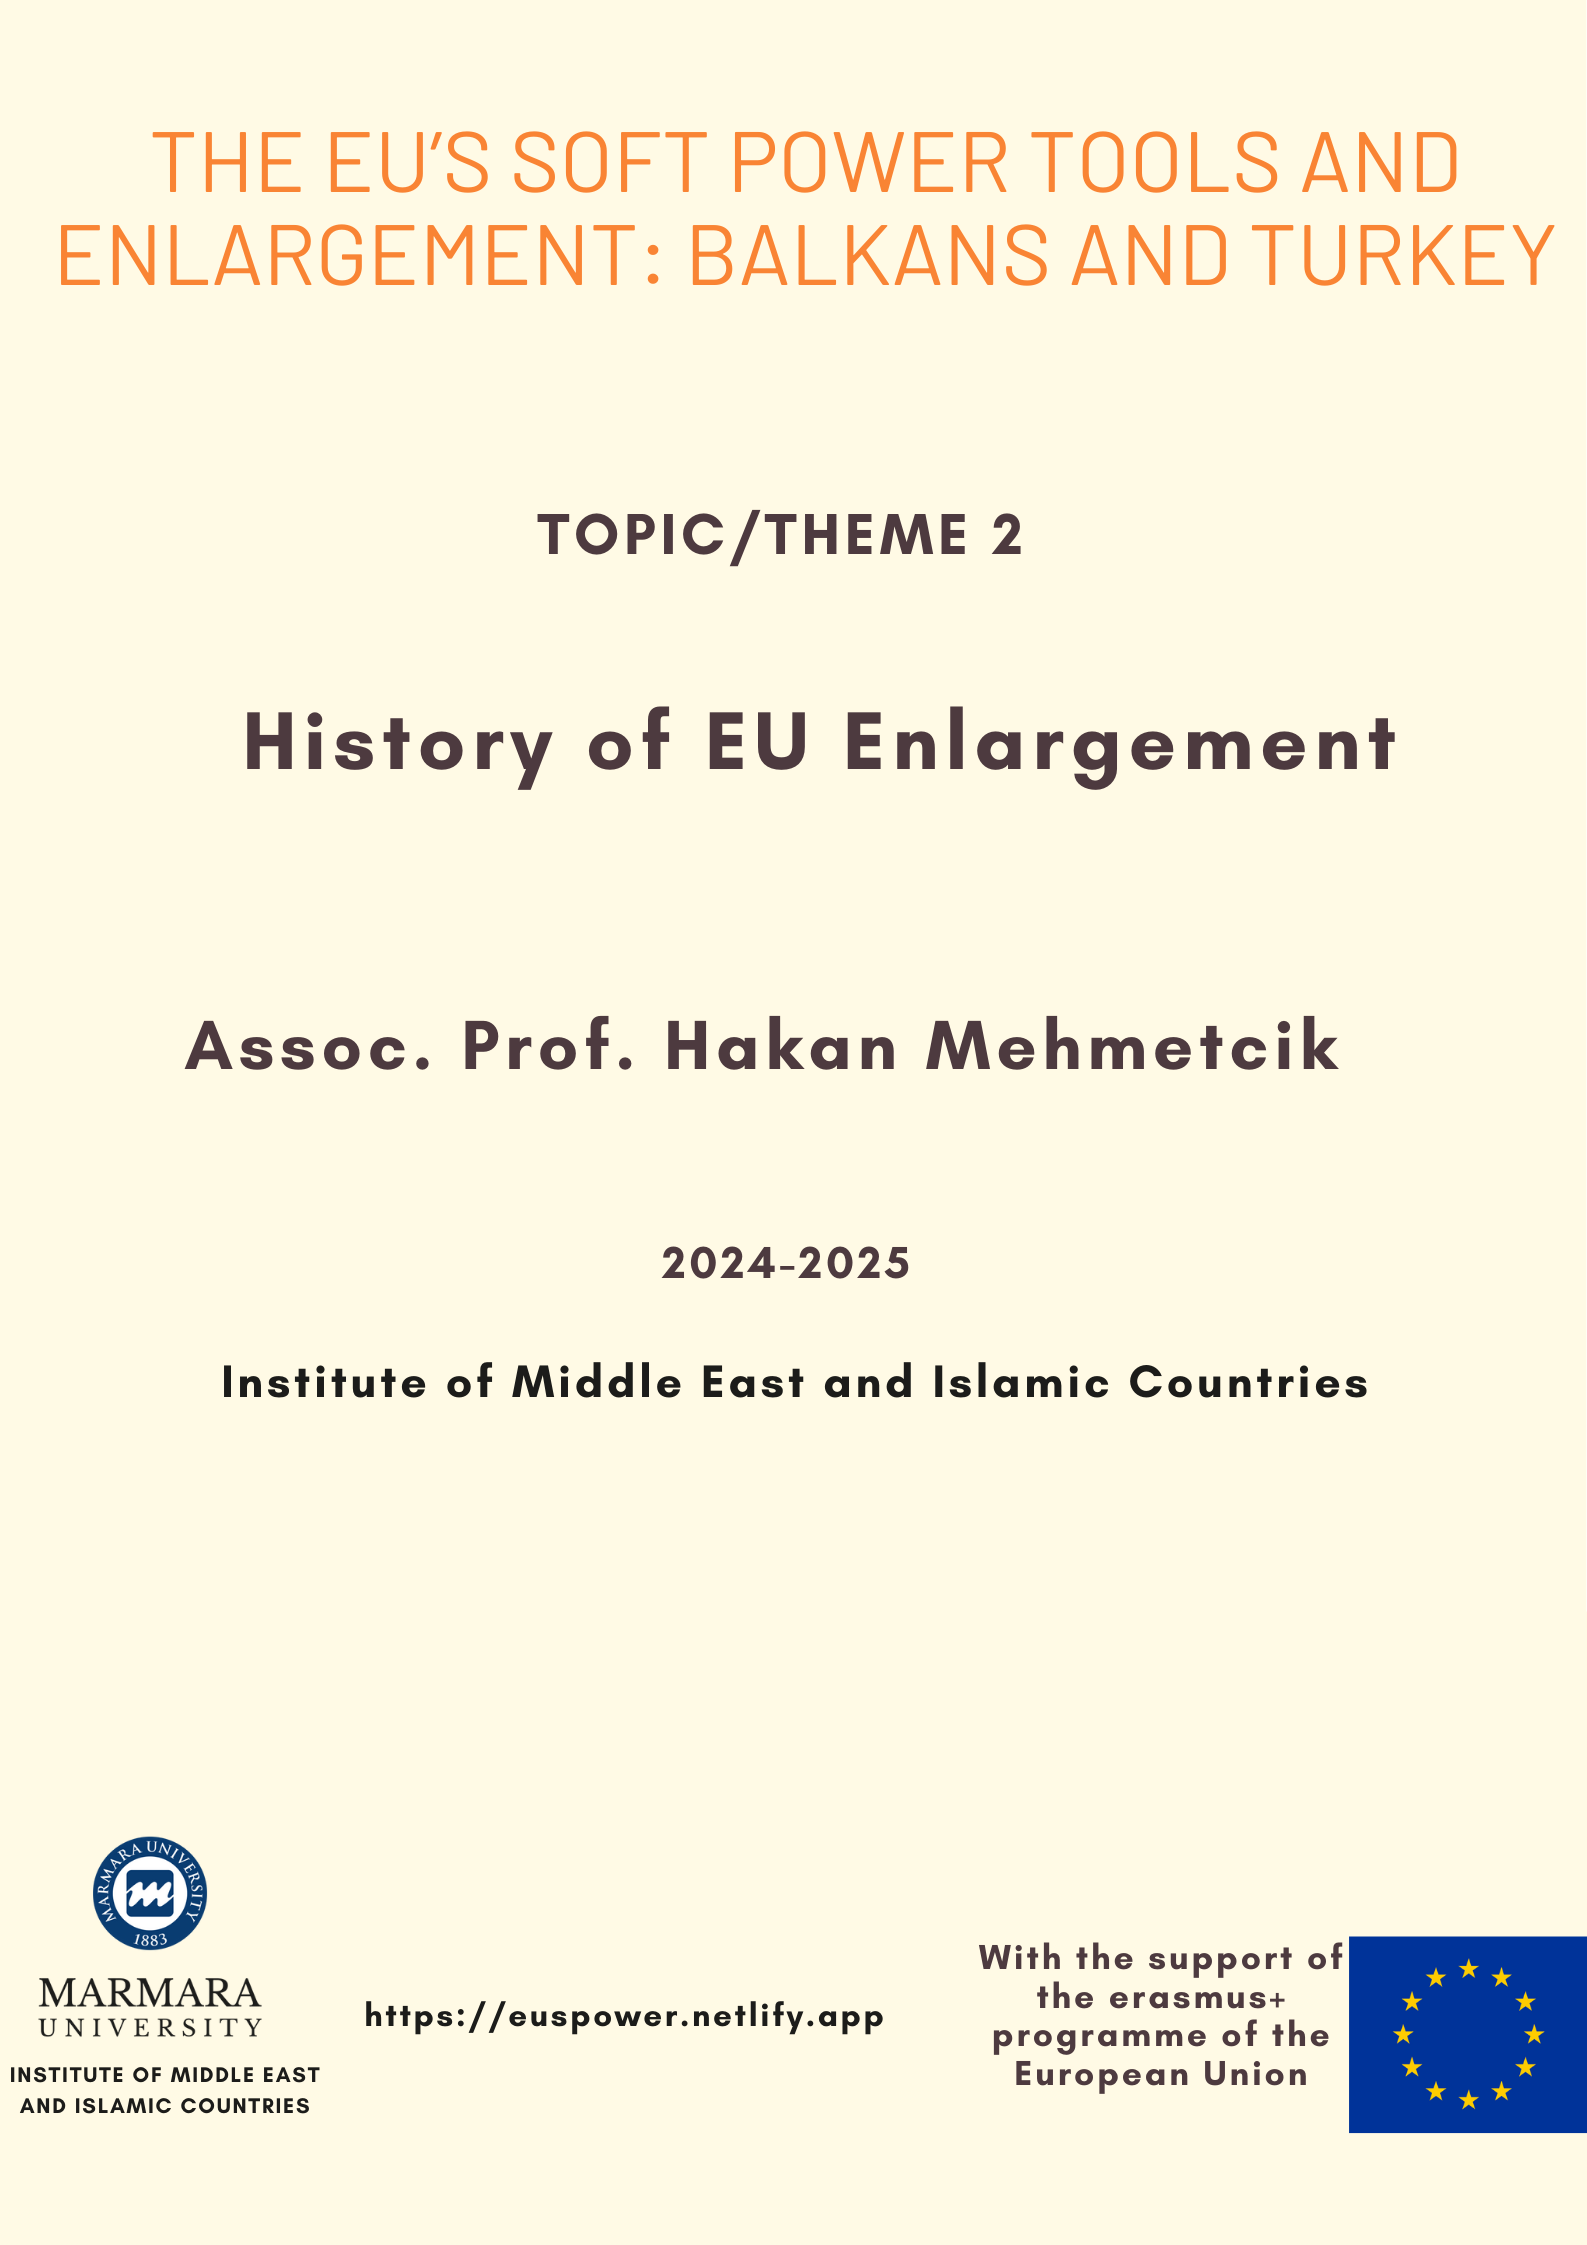 THE EU’S SOFT POWER TOOLS AND
ENLARGEMENT: BALKANS AND TURKEY
TOPIC/THEME 2
History of EU Enlargement
Assoc. Prof. Hakan Mehmetcik
2024-2025
Institute of Middle East and Islamic Countries
MARMARA UNIVERSITY
1883
MARMARA
UNIVERSITY
INSTITUTE OF MIDDLE EAST
AND ISLAMIC COUNTRIES
https://euspower.netlify.app
With the support of
the erasmus+
programme of the
European Union